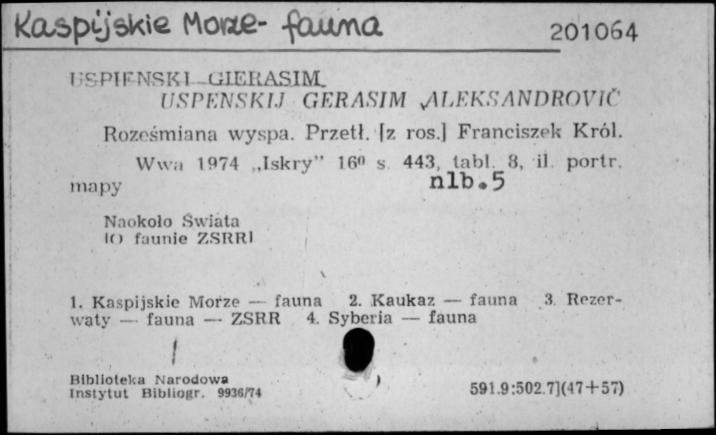 Kaspijskie Morze- fauna 201064
USPIENSKI GIERASIM.
USPENSKIJ GERASIM ALEKSANDROVIČ
Roześmiana wyspa. Przetł. [z ros.] Franciszek Król.
Wwa 1974 „Iskry” 16⁰ s. 443, tabl. 8, il. portr.
mapy nlb.5
Naokoło Świata
[O faunie ZSRR]
1. Kaspijskie Morze — fauna 2. Kaukaz — fauna 3. Rezer-
waty — fauna — ZSRR 4. Syberia — fauna
Biblioteka Narodowa
Instytut Bibliogr. 9936/74 591.9:502.7](47+57)